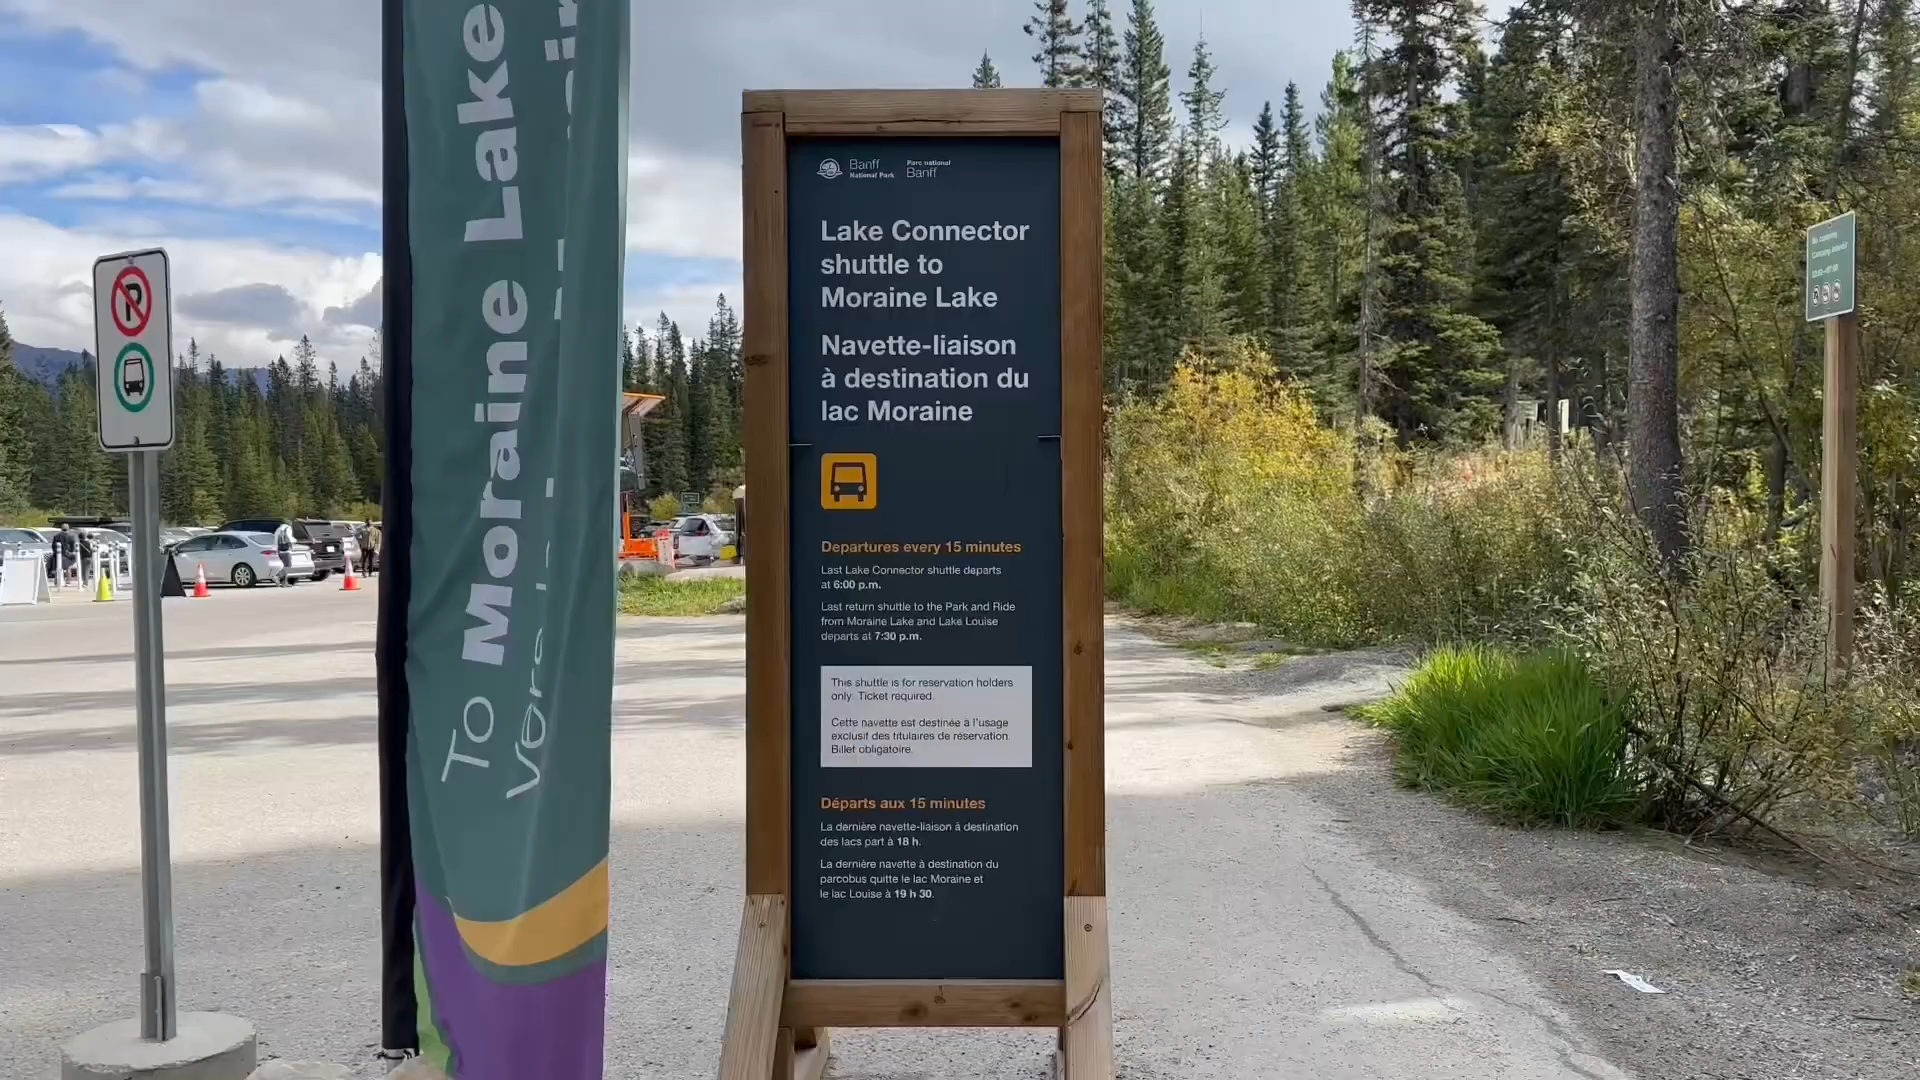 P
To Moraine Lake
Banff
National Park
Parc national
Banff
Lake Connector
shuttle to
Moraine Lake
Navette-liaison
à destination du
lac Moraine
Departures every 15 minutes
Last Lake Connector shuttle departs
at 6:00 p.m.
Last return shuttle to the Park and Ride
from Moraine Lake and Lake Louise
departs at 7:30 p.m.
This shuttle is for reservation holders
only. Ticket required.
Cette navette est destinée à l'usage
exclusif des titulaires de réservation.
Billet obligatoire.
Départs aux 15 minutes
La dernière navette-liaison à destination
des lacs part à 18 h.
La dernière navette à destination du
parcobus quitte le lac Moraine et
le lac Louise à 19 h 30.
No camping
Camping interdit